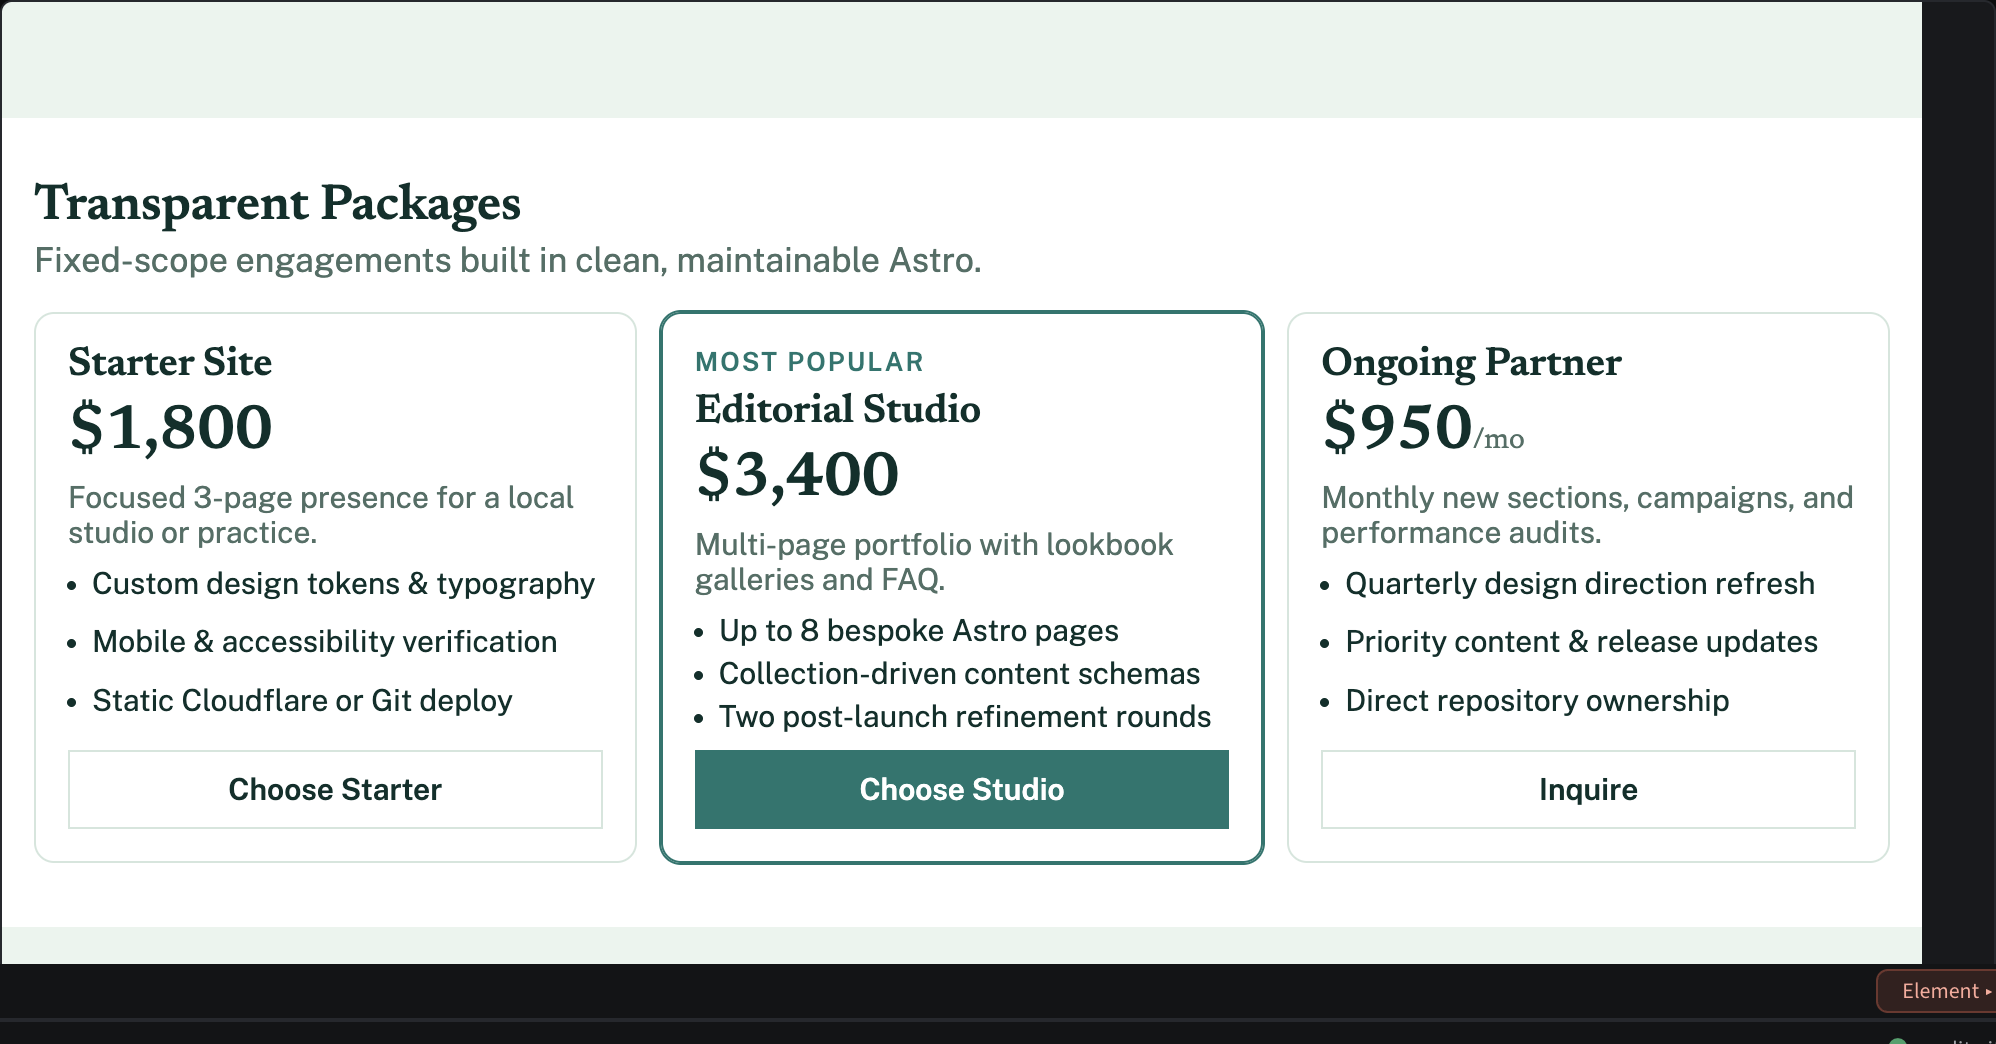 Transparent Packages
Fixed-scope engagements built in clean, maintainable Astro.
Starter Site
$1,800
Focused 3-page presence for a local
studio or practice.
• Custom design tokens & typography
• Mobile & accessibility verification
• Static Cloudflare or Git deploy
Choose Starter
MOST POPULAR
Editorial Studio
$3,400
Multi-page portfolio with lookbook
galleries and FAQ.
• Up to 8 bespoke Astro pages
• Collection-driven content schemas
• Two post-launch refinement rounds
Choose Studio
Ongoing Partner
$950/mo
Monthly new sections, campaigns, and
performance audits.
• Quarterly design direction refresh
• Priority content & release updates
• Direct repository ownership
Inquire
Element ▸